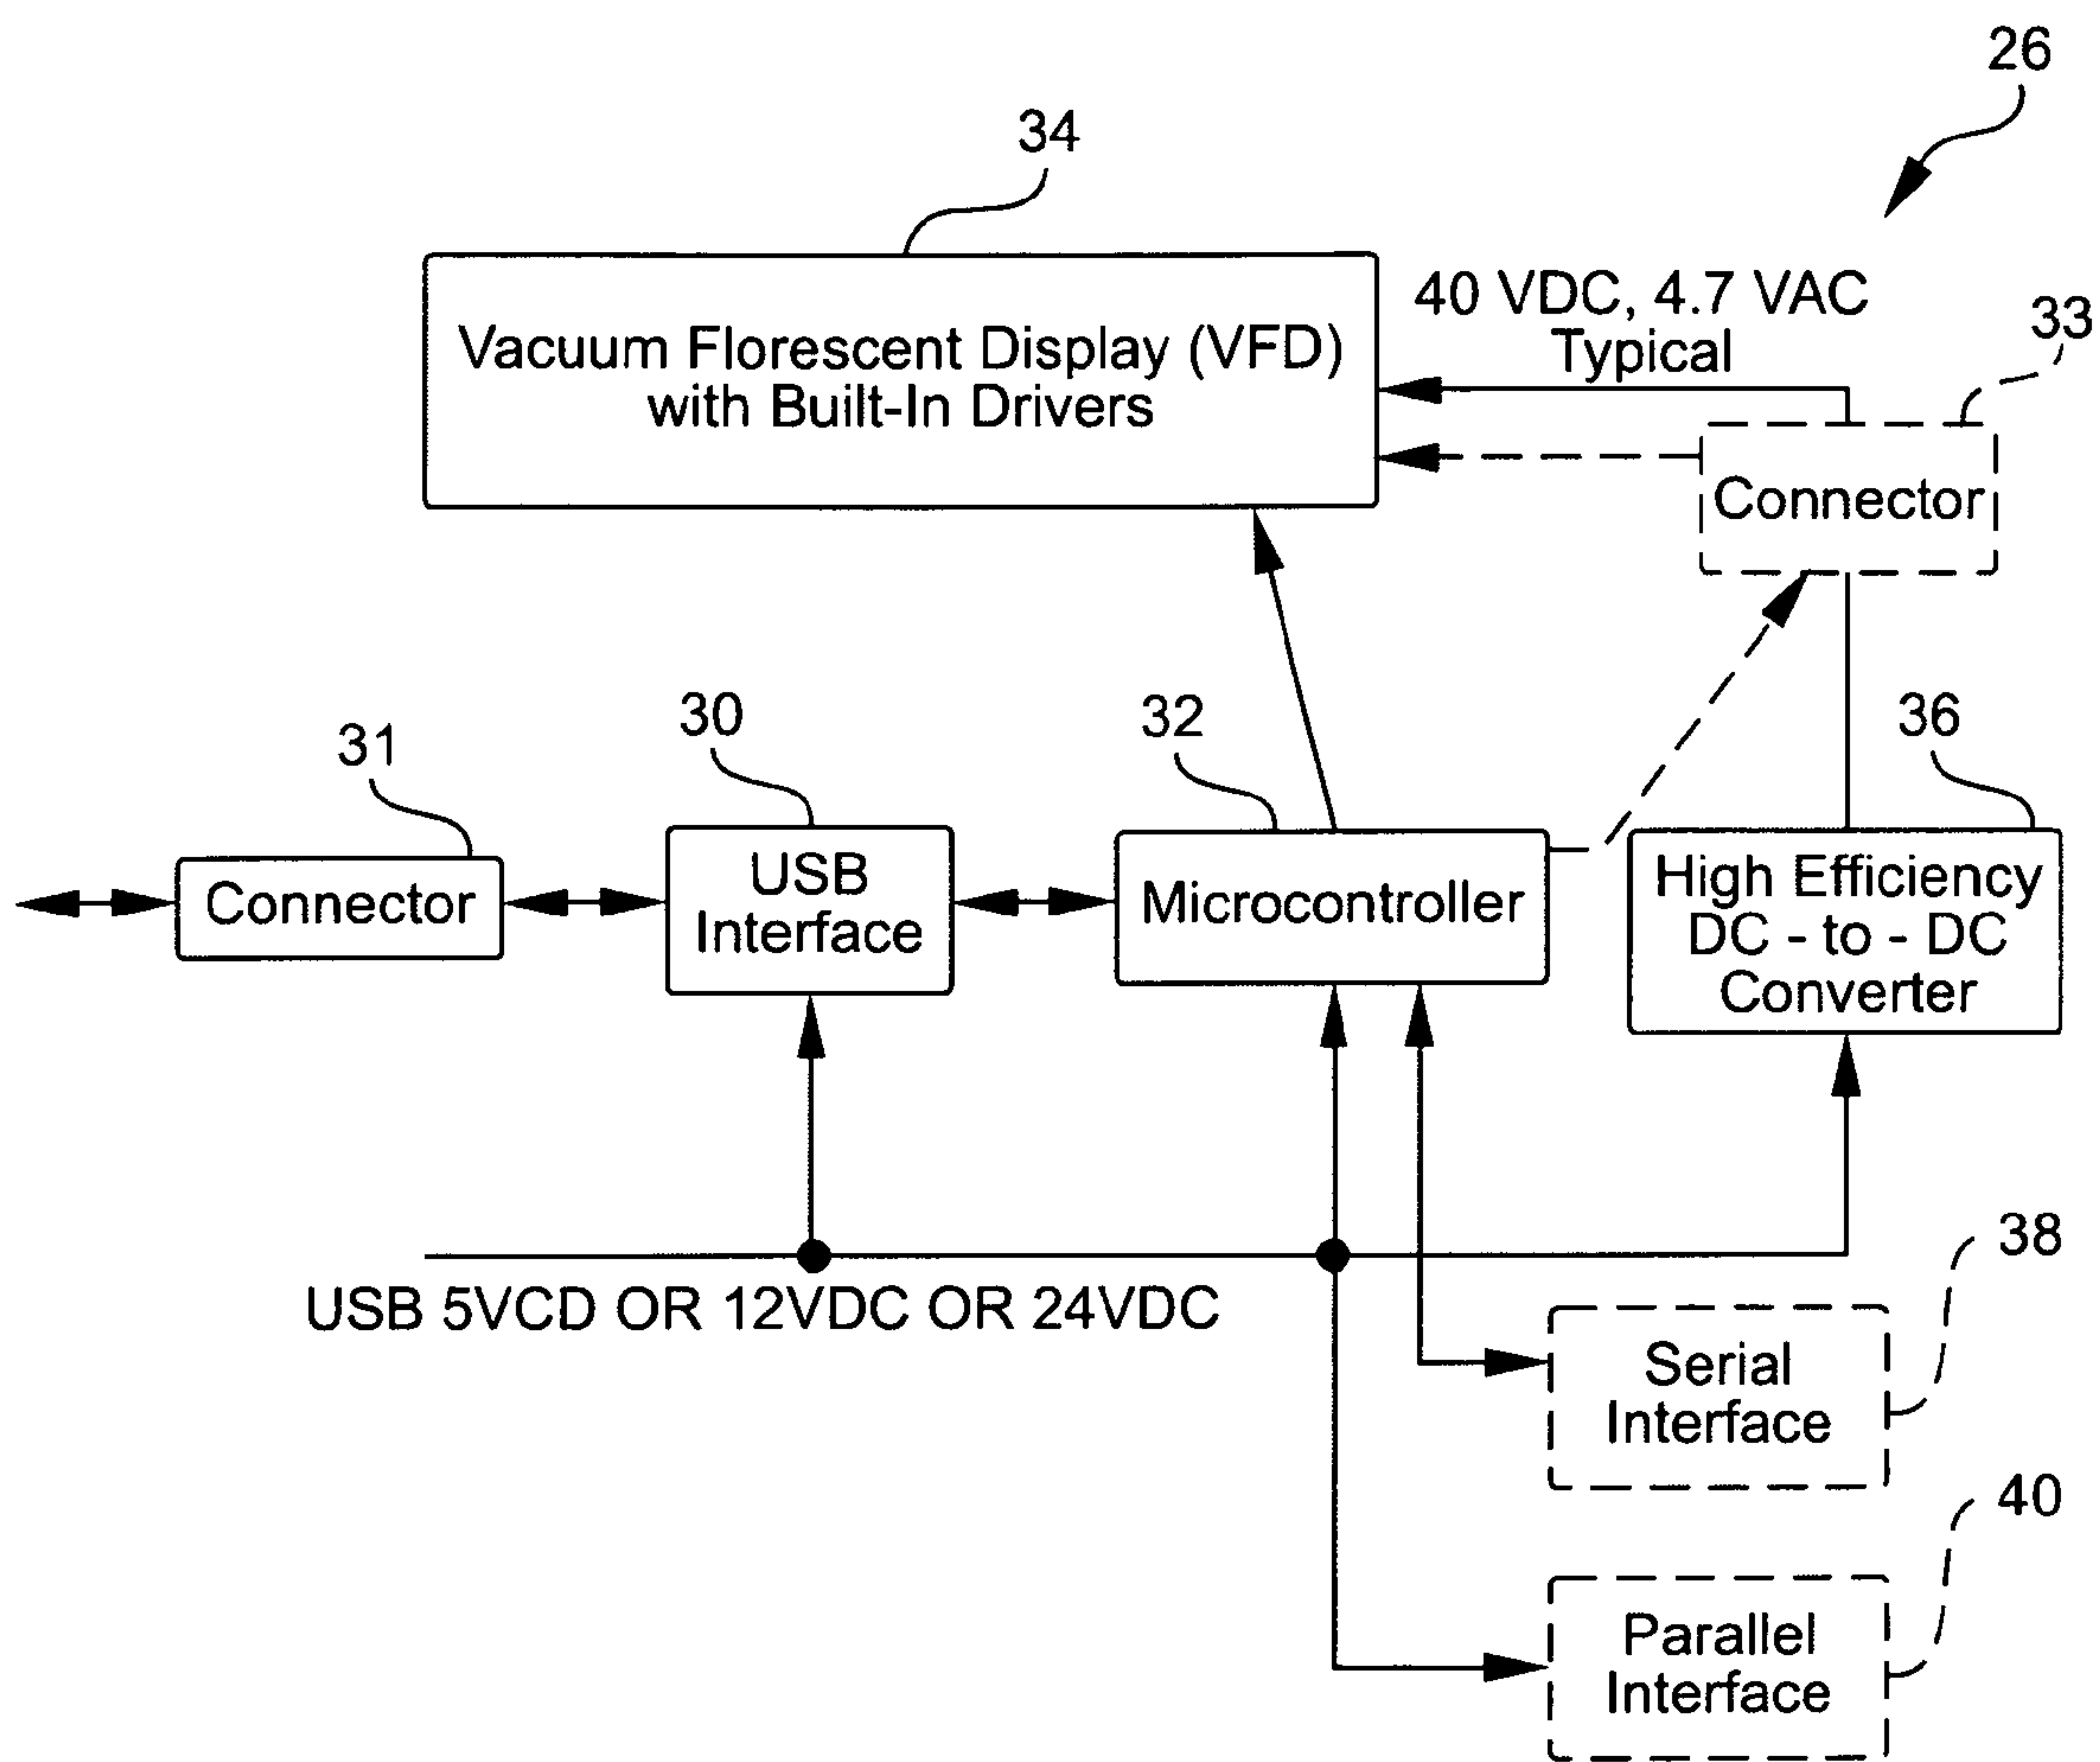 26
34
Vacuum Florescent Display (VFD)
with Built-In Drivers
40 VDC, 4.7 VAC
Typical
33
Connector
31
30
32
36
Connector
USB
Interface
Microcontroller
High Efficiency
DC - to - DC
Converter
USB 5VCD OR 12VDC OR 24VDC
38
Serial
Interface
40
Parallel
Interface